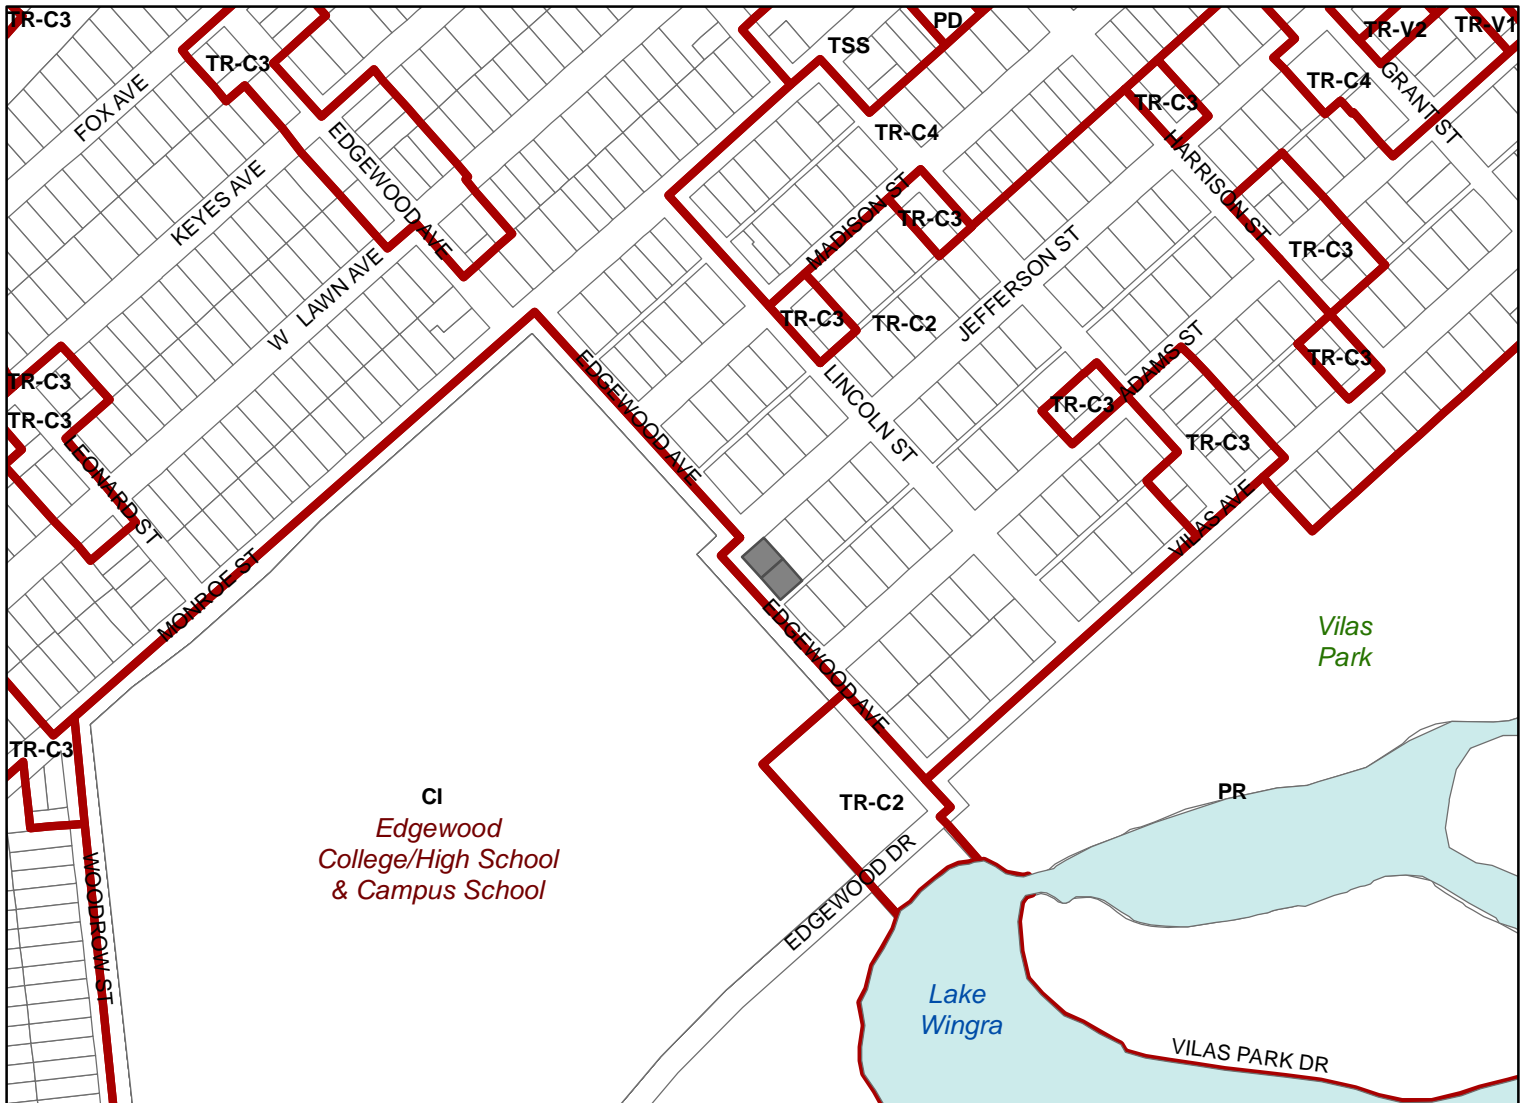 TR-C3
PD
TR-V2
TR-V1
TSS
TR-C3
TR-C4
TR-C3
FOX AVE
GRANT ST
TR-C4
EDGEWOOD AVE
HARRISON ST
KEYES AVE
MADISON ST
TR-C3
TR-C3
JEFFERSON ST
W LAWN AVE
TR-C3
TR-C2
TR-C3
ADAMS ST
TR-C3
EDGEWOOD AVE
LINCOLN ST
TR-C3
TR-C3
TR-C3
LEONARD ST
VILAS AVE
MONROE ST
Vilas
Park
EDGEWOOD AVE
TR-C3
CI
TR-C2
PR
Edgewood
College/High School
& Campus School
EDGEWOOD DR
WOODROW ST
Lake
Wingra
VILAS PARK DR